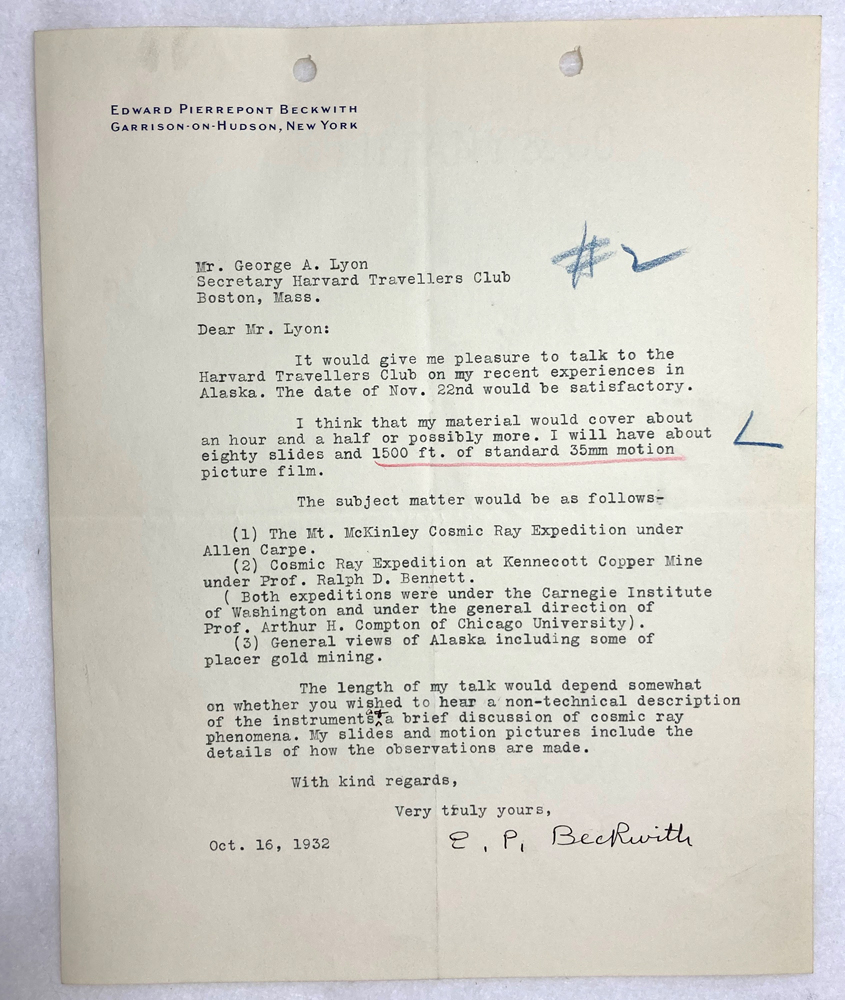 EDWARD PIERREPONT BECKWITH
GARRISON-ON-HUDSON, NEW YORK
#2
Mr. George A. Lyon
Secretary Harvard Travellers Club
Boston, Mass.
Dear Mr. Lyon:
It would give me pleasure to talk to the
Harvard Travellers Club on my recent experiences in
Alaska. The date of Nov. 22nd would be satisfactory.
I think that my material would cover about
an hour and a half or possibly more. I will have about
eighty slides and 1500 ft. of standard 35mm motion
picture film.
The subject matter would be as follows-
(1) The Mt. McKinley Cosmic Ray Expedition under
Allen Carpe.
(2) Cosmic Ray Expedition at Kennecott Copper Mine
under Prof. Ralph D. Bennett.
( Both expeditions were under the Carnegie Institute
of Washington and under the general direction of
Prof. Arthur H. Compton of Chicago University).
(3) General views of Alaska including some of
placer gold mining.
The length of my talk would depend somewhat
on whether you wished to hear a non-technical description
of the instruments a brief discussion of cosmic ray
phenomena. My slides and motion pictures include the
details of how the observations are made.
With kind regards,
Very truly yours,
Oct. 16, 1932
E. P. Beckwith